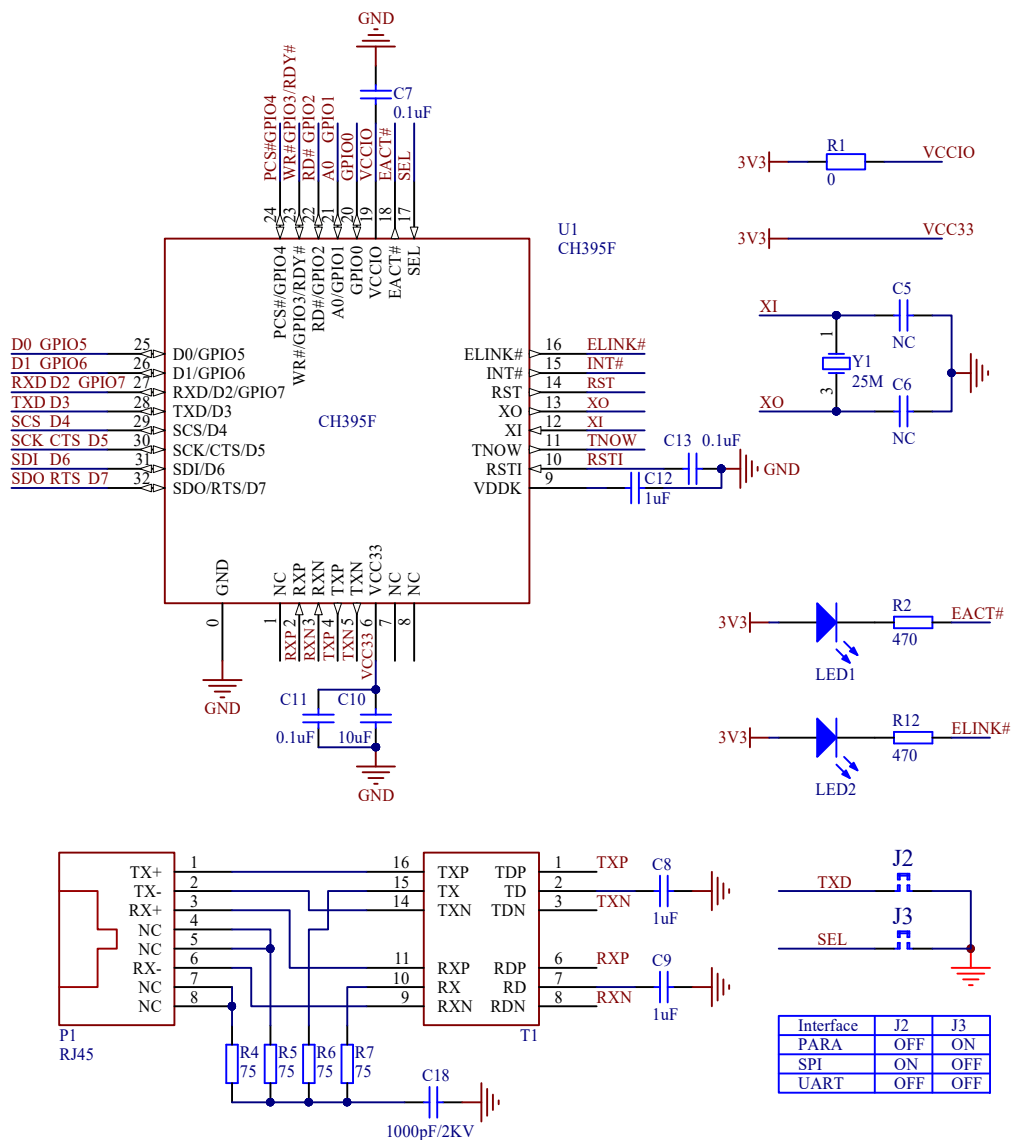 GND
C7
0.1uF
PCS#GPIO4
WR#GPIO3/RDY#
RD# GPIO2
A0 GPIO1
GPIO0
VCCIO
EACT#
SEL
24
23
22
21
20
19
18
17
PCS#/GPIO4
WR#/GPIO3/RDY#
RD#/GPIO2
A0/GPIO1
GPIO0
VCCIO
EACT#
SEL
U1
CH395F
3V3 R1 VCCIO
0
3V3 VCC33
D0 GPIO5 25 D0/GPIO5
D1 GPIO6 26 D1/GPIO6
RXD D2 GPIO7 27 RXD/D2/GPIO7
TXD D3 28 TXD/D3
SCS D4 29 SCS/D4
SCK CTS D5 30 SCK/CTS/D5
SDI D6 31 SDI/D6
SDO RTS D7 32 SDO/RTS/D7
CH395F
ELINK# 16 ELINK#
INT# 15 INT#
RST 14 RST
XO 13 XO
XI 12 XI
TNOW 11 TNOW
RSTI 10 RSTI
VDDK 9
C13 0.1uF
C12
1uF
GND
XI
C5
NC
1
Y1
25M
3
XO
C6
NC
GND
0
GND
NC
RXP
RXN
TXP
TXN
VCC33
NC
NC
1
RXP 2
RXN 3
TXP 4
TXN 5
VCC33 6
7
8
C11
0.1uF
C10
10uF
GND
3V3 R2 EACT#
470
LED1
3V3 R12 ELINK#
470
LED2
TX+ 1
TX- 2
RX+ 3
NC 4
NC 5
RX- 6
NC 7
NC 8
P1
RJ45
16 TXP
15 TX
14 TXN
11 RXP
10 RX
9 RXN
TDP 1 TXP
TD 2
TDN 3 TXN
RDP 6 RXP
RD 7
RDN 8 RXN
T1
C8
1uF
C9
1uF
R4
75
R5
75
R6
75
R7
75
C18
1000pF/2KV
TXD J2
SEL J3
Interface J2 J3
PARA OFF ON
SPI ON OFF
UART OFF OFF